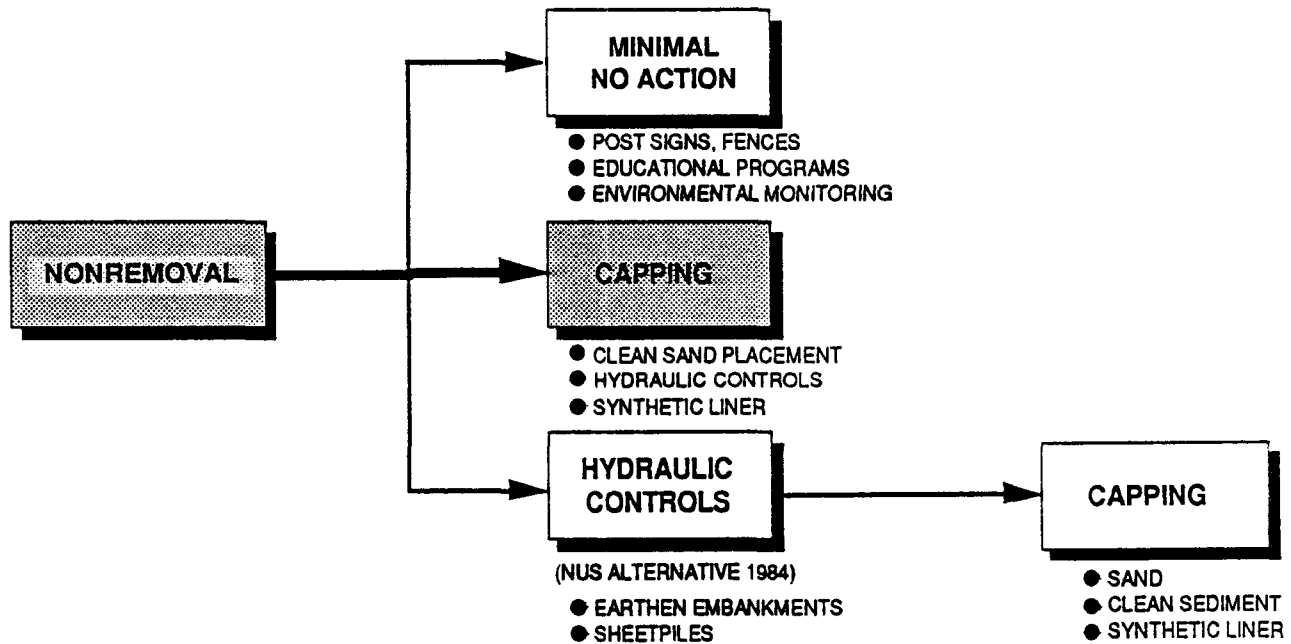 MINIMAL
NO ACTION
● POST SIGNS, FENCES
● EDUCATIONAL PROGRAMS
● ENVIRONMENTAL MONITORING
NONREMOVAL
CAPPING
● CLEAN SAND PLACEMENT
● HYDRAULIC CONTROLS
● SYNTHETIC LINER
HYDRAULIC
CONTROLS
(NUS ALTERNATIVE 1984)
● EARTHEN EMBANKMENTS
● SHEETPILES
CAPPING
● SAND
● CLEAN SEDIMENT
● SYNTHETIC LINER